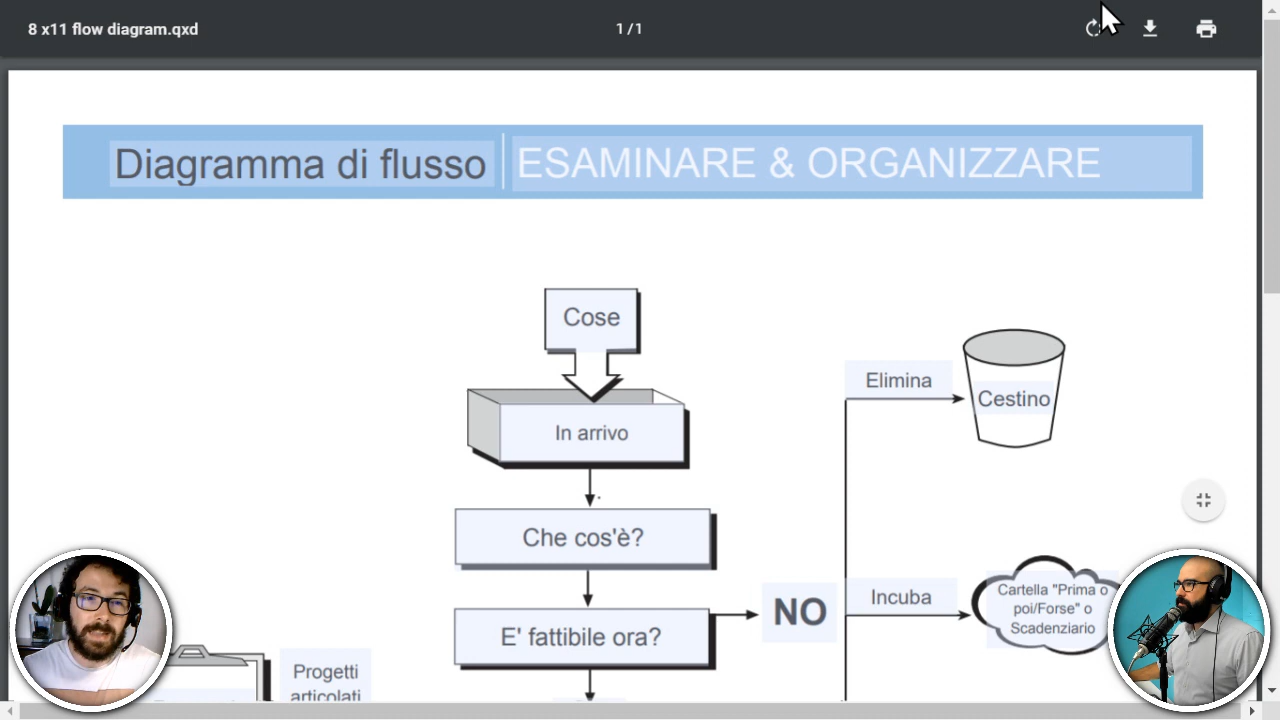 8 x11 flow diagram.qxd
1 / 1
Diagramma di flusso
ESAMINARE & ORGANIZZARE
Cose
In arrivo
Elimina
Cestino
Che cos'è?
E' fattibile ora?
NO
Incuba
Cartella "Prima o
poi/Forse" o
Scadenziario
Progetti
articolati